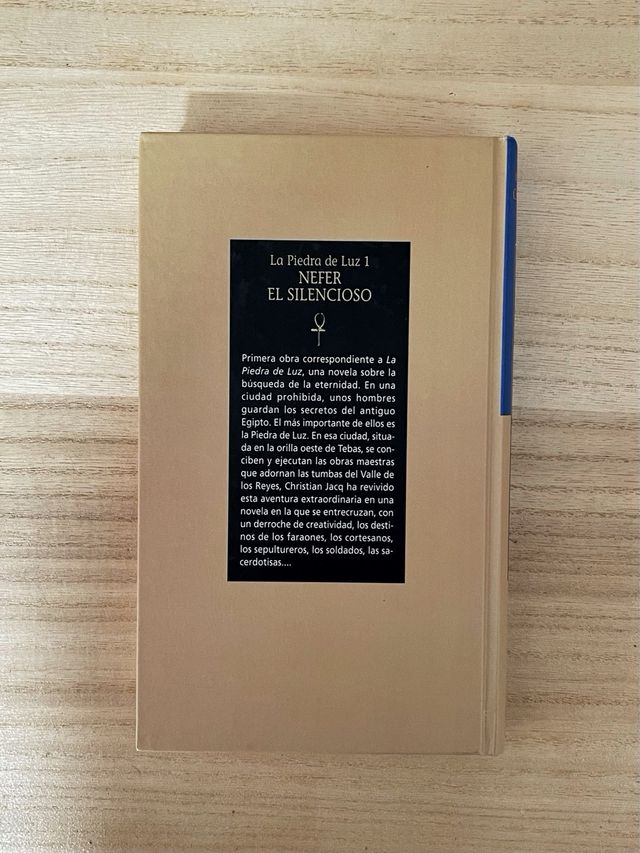 La Piedra de Luz 1
NEFER
EL SILENCIOSO
Primera obra correspondiente a La
Piedra de Luz, una novela sobre la
búsqueda de la eternidad. En una
ciudad prohibida, unos hombres
guardan los secretos del antiguo
Egipto. El más importante de ellos es
la Piedra de Luz. En esa ciudad, situa-
da en la orilla oeste de Tebas, se con-
ciben y ejecutan las obras maestras
que adornan las tumbas del Valle de
los Reyes, Christian Jacq ha revivido
esta aventura extraordinaria en una
novela en la que se entrecruzan, con
un derroche de creatividad, los desti-
nos de los faraones, los cortesanos,
los sepultureros, los soldados, las sa-
cerdotisas....